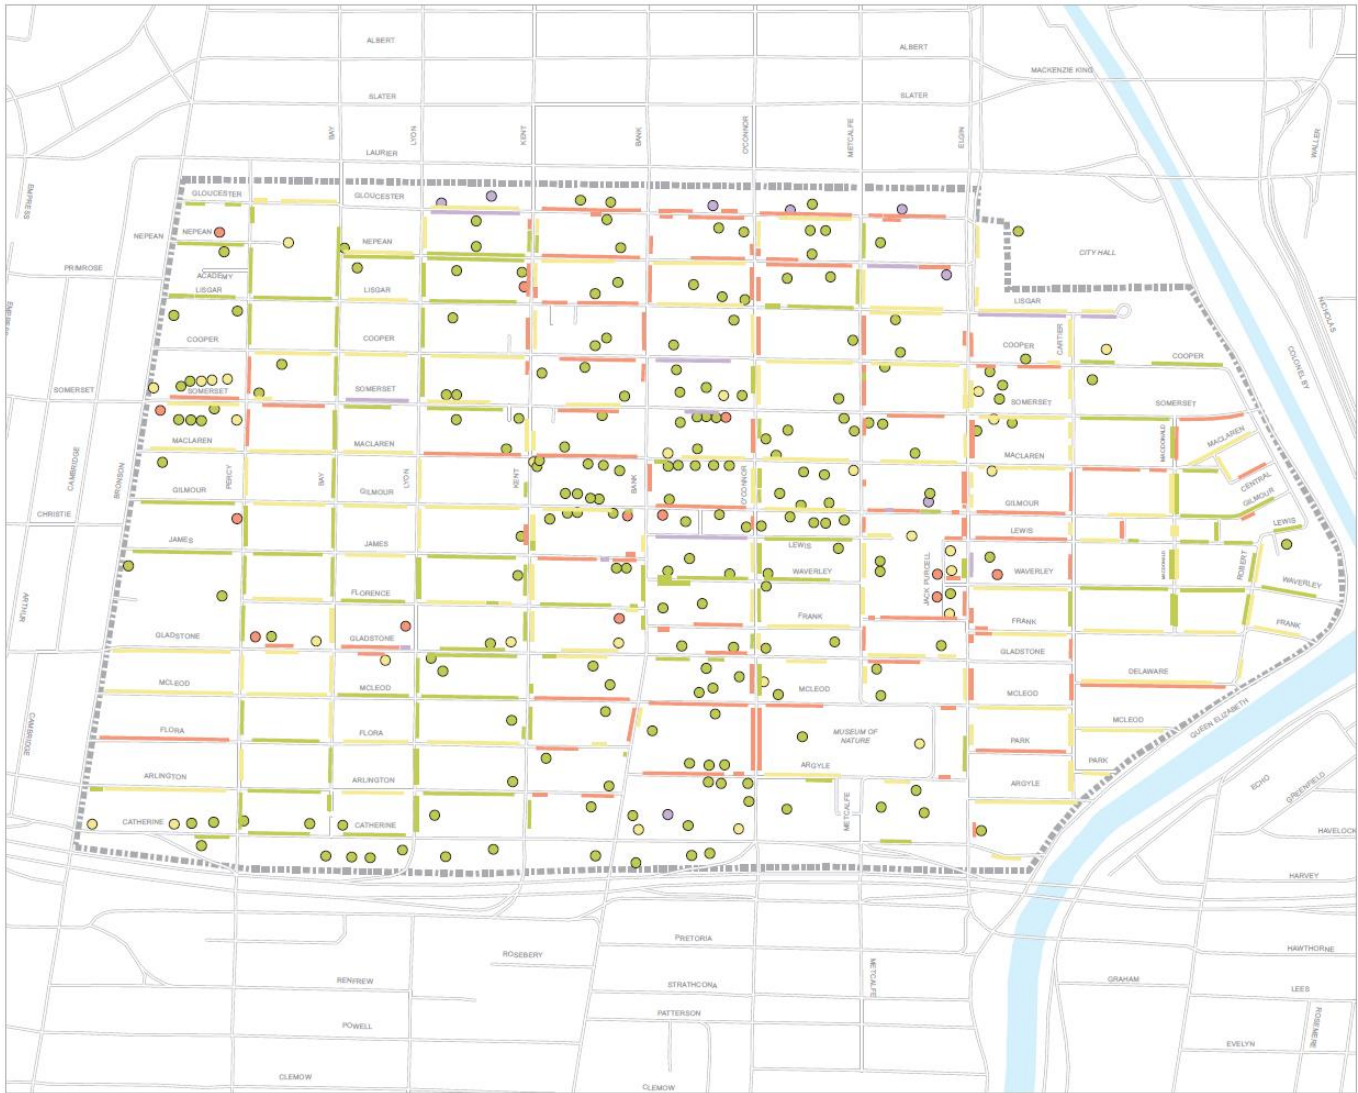 ALBERT
ALBERT
MACKENZIE KING
SLATER
SLATER
BAY
LYON
KENT
BANK
O'CONNOR
METCALFE
ELGIN
WALLER
LAURIER
EMPRESS
GLOUCESTER
GLOUCESTER
NEPEAN
NEPEAN
NEPEAN
CITY HALL
PRIMROSE
ACADEMY
LISGAR
LISGAR
LISGAR
NICHOLAS
COOPER
COOPER
COOPER
CARTIER
COOPER
COLONEL BY
SOMERSET
SOMERSET
SOMERSET
SOMERSET
SOMERSET
MACLAREN
MACLAREN
MACLAREN
MACDONALD
MACLAREN
CAMBRIDGE
BRONSON
PERCY
BAY
LYON
KENT
BANK
O'CONNOR
CENTRAL
GILMOUR
GILMOUR
GILMOUR
GILMOUR
CHRISTIE
LEWIS
LEWIS
JAMES
JAMES
LEWIS
WAVERLEY
JACK PURCELL
WAVERLEY
MACDONALD
ROBERT
WAVERLEY
ARTHUR
FLORENCE
FRANK
FRANK
FRANK
GLADSTONE
GLADSTONE
GLADSTONE
DELAWARE
MCLEOD
MCLEOD
MCLEOD
MCLEOD
MCLEOD
QUEEN ELIZABETH
CAMBRIDGE
FLORA
FLORA
MUSEUM OF
NATURE
PARK
PARK
ARGYLE
ARLINGTON
ARLINGTON
ARGYLE
ECHO
GREENFIELD
METCALFE
CATHERINE
CATHERINE
HAVELOCK
HARVEY
PRETORIA
HAWTHORNE
ROSEBERY
METCALFE
RENFREW
STRATHCONA
GRAHAM
LEES
PATTERSON
POWELL
ROSEMERE
EVELYN
CLEMOW
CLEMOW